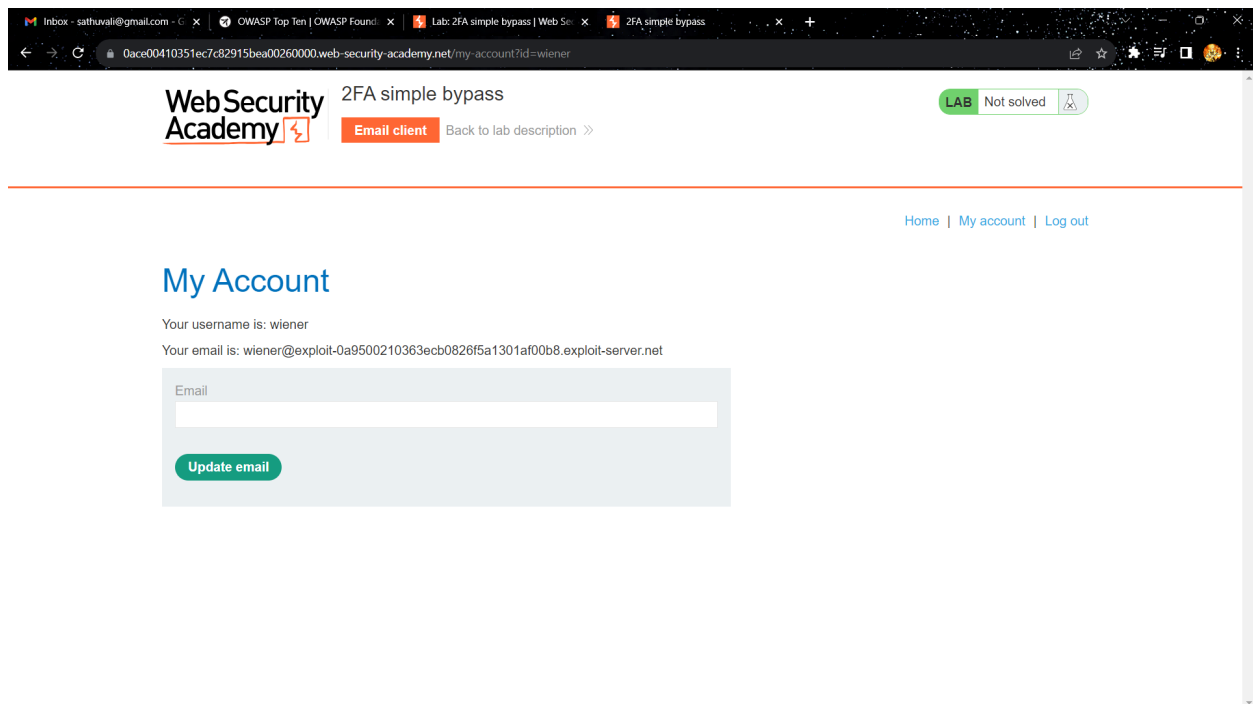 Inbox - sathuvali@gmail.com - G
OWASP Top Ten | OWASP Found
Lab: 2FA simple bypass | Web Sec
2FA simple bypass
0ace00410351ec7c82915bea00260000.web-security-academy.net/my-account?id=wiener
Web Security
Academy
2FA simple bypass
Email client
Back to lab description
LAB
Not solved
Home | My account | Log out
My Account
Your username is: wiener
Your email is: wiener@exploit-0a9500210363ecb0826f5a1301af00b8.exploit-server.net
Email
Update email